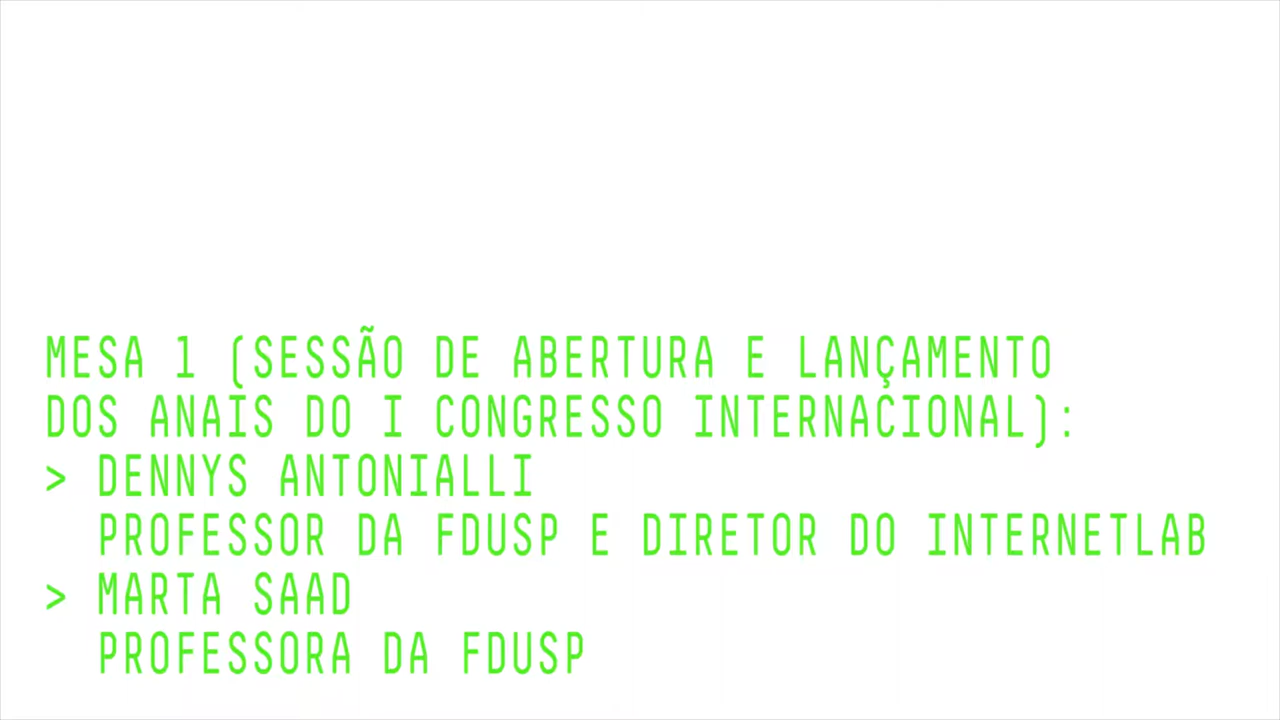 MESA 1 (SESSÃO DE ABERTURA E LANÇAMENTO
DOS ANAIS DO I CONGRESSO INTERNACIONAL):
> DENNYS ANTONIALLI
PROFESSOR DA FDUSP E DIRETOR DO INTERNETLAB
> MARTA SAAD
PROFESSORA DA FDUSP